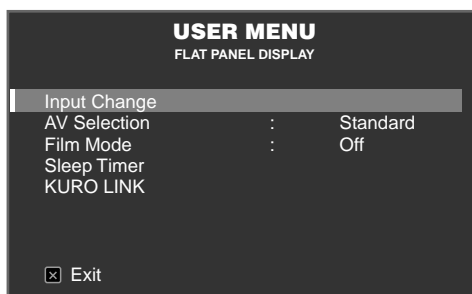 USER MENU
FLAT PANEL DISPLAY
Input Change
AV Selection : Standard
Film Mode : Off
Sleep Timer
KURO LINK
Exit